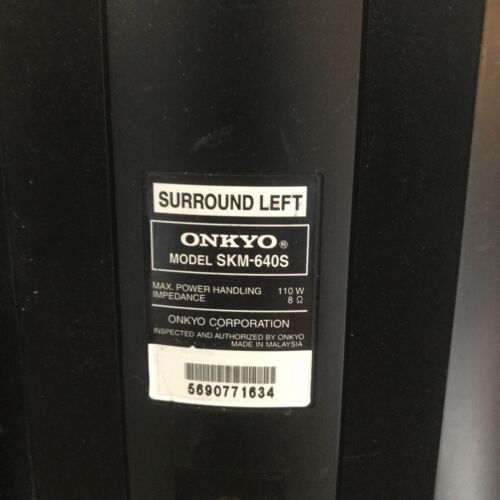 SURROUND LEFT
ONKYO®
MODEL SKM-640S
MAX. POWER HANDLING 110 W
IMPEDANCE 8 Ω
ONKYO CORPORATION
INSPECTED AND AUTHORIZED BY ONKYO
MADE IN MALAYSIA
5690771634